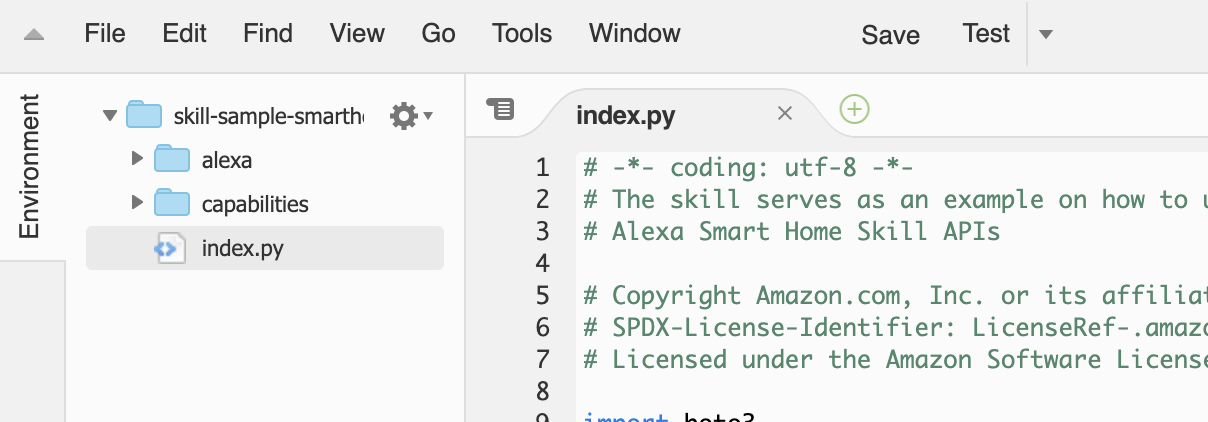 File Edit Find View Go Tools Window Save Test
Environment
skill-sample-smarth
alexa
capabilities
index.py
index.py
1 # -*- coding: utf-8 -*-
2 # The skill serves as an example on how to
3 # Alexa Smart Home Skill APIs
4
5 # Copyright Amazon.com, Inc. or its affilia
6 # SPDX-License-Identifier: LicenseRef-.amaz
7 # Licensed under the Amazon Software License
8
9 import boto3